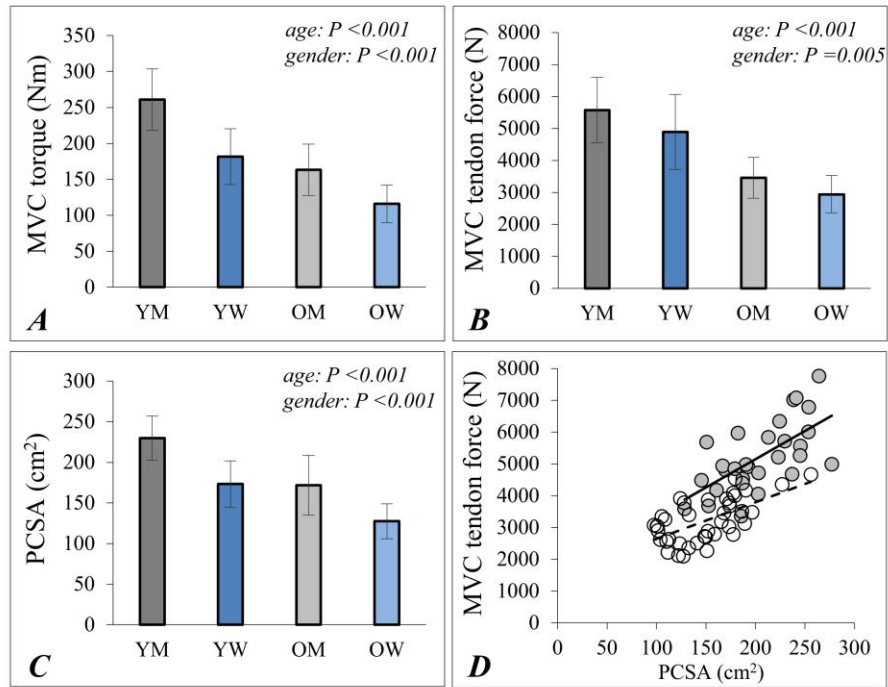 age: P <0.001
gender: P <0.001
MVC torque (Nm)
350
300
250
200
150
100
50
0
YM YW OM OW
A
age: P <0.001
gender: P =0.005
MVC tendon force (N)
8000
7000
6000
5000
4000
3000
2000
1000
0
YM YW OM OW
B
age: P <0.001
gender: P <0.001
PCSA (cm²)
300
250
200
150
100
50
0
YM YW OM OW
C
MVC tendon force (N)
8000
7000
6000
5000
4000
3000
2000
1000
0
0 50 100 150 200 250 300
PCSA (cm²)
D